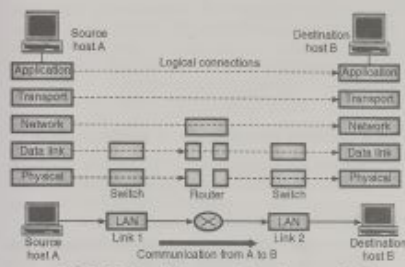 Source
host A
Destination
host B
Logical connections
Application
Application
Transport
Transport
Network
Network
Data link
Data link
Physical
Physical
Switch
Router
Switch
LAN
LAN
Source
host A
Link 1
Communication from A to B
Link 2
Destination
host B